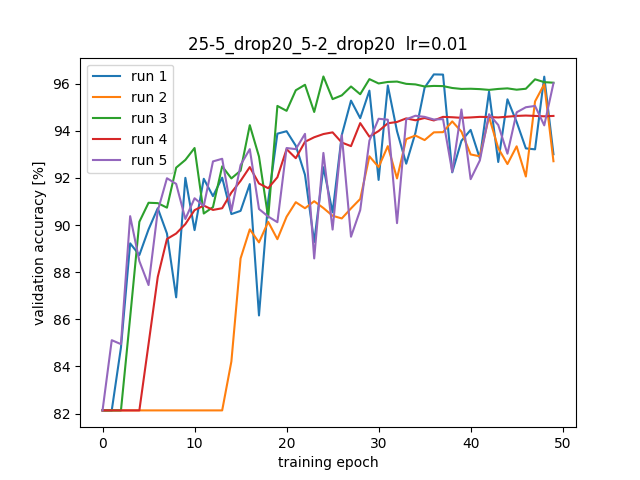 25-5_drop20_5-2_drop20  lr=0.01
run 1
run 2
run 3
run 4
run 5
validation accuracy [%]
96
94
92
90
88
86
84
82
0 10 20 30 40 50
training epoch